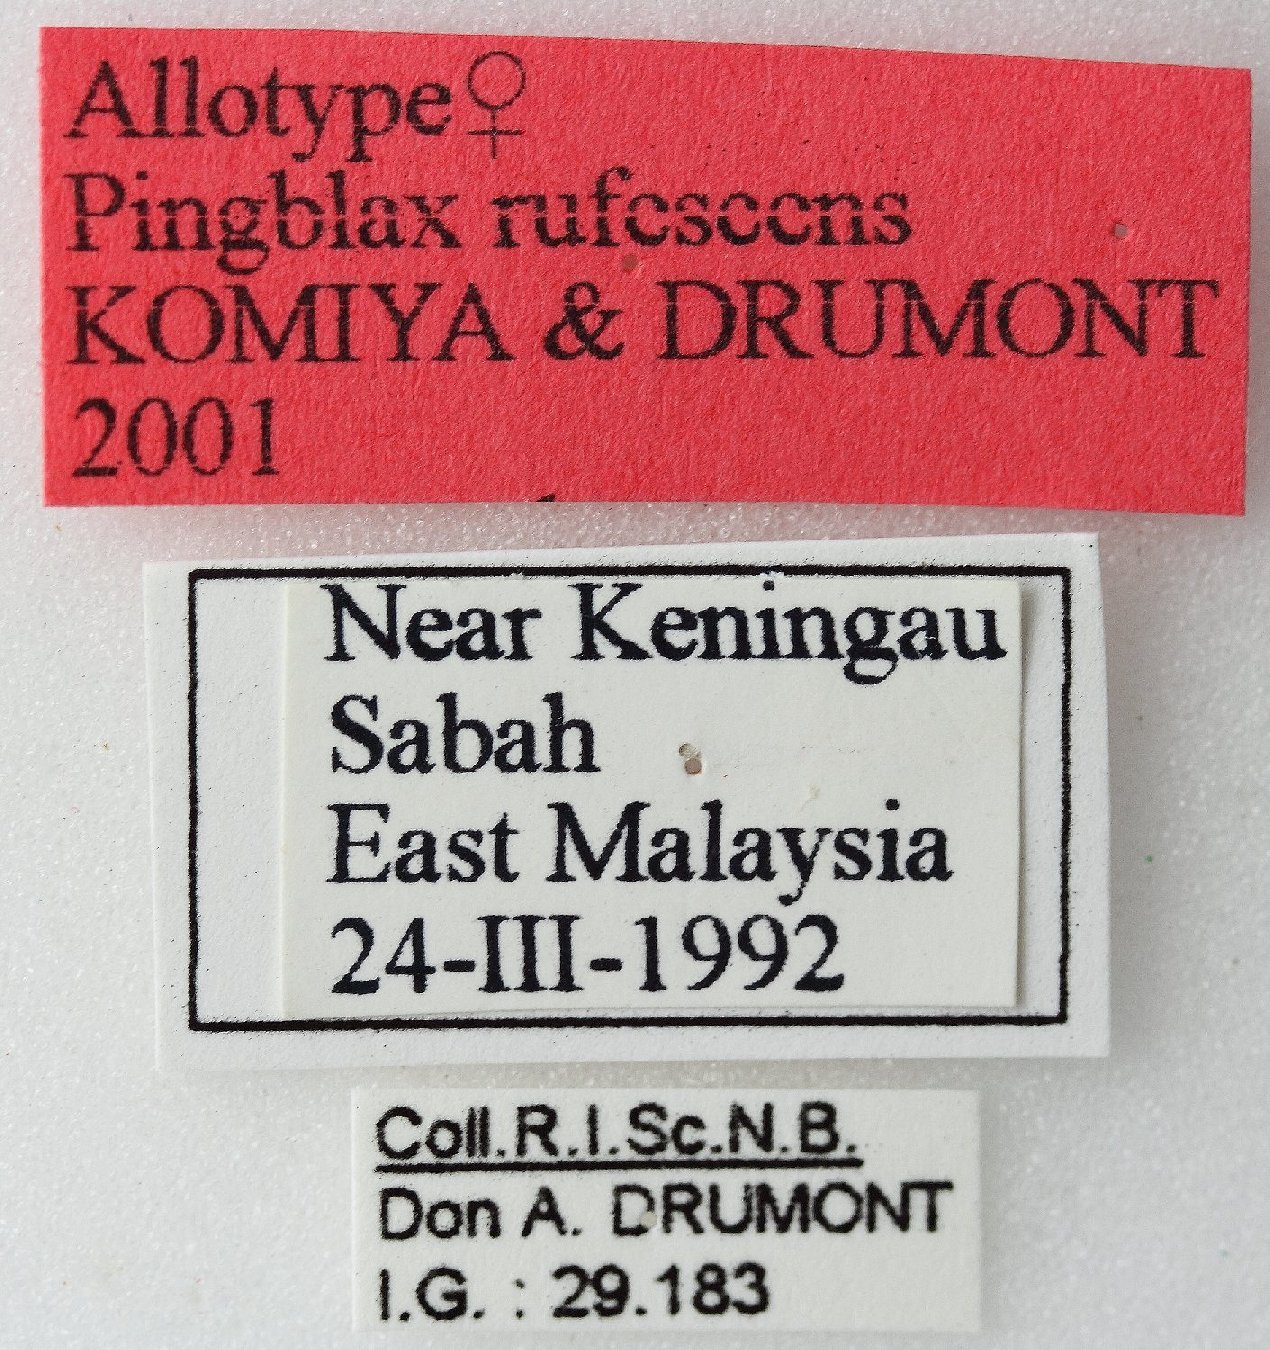 Allotype♀
Pingblax rufescens
KOMIYA & DRUMONT
2001
Near Keningau
Sabah
East Malaysia
24-III-1992
Coll.R.I.Sc.N.B.
Don A. DRUMONT
I.G. : 29.183